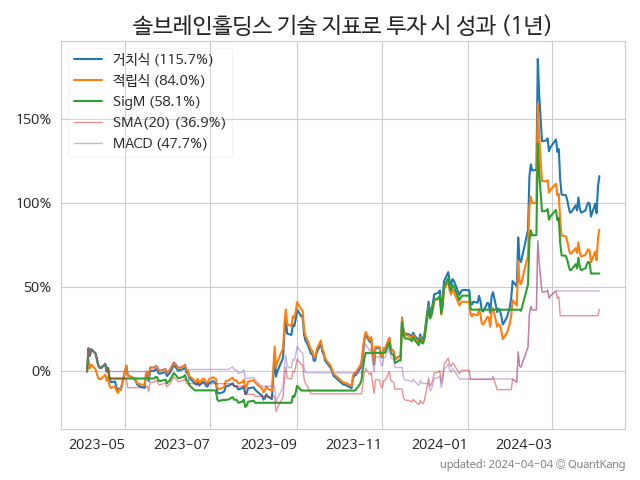 솔브레인홀딩스 기술 지표로 투자 시 성과 (1년)
거치식 (115.7%)
적립식 (84.0%)
SigM (58.1%)
SMA(20) (36.9%)
MACD (47.7%)
150%
100%
50%
0%
2023-05 2023-07 2023-09 2023-11 2024-01 2024-03
updated: 2024-04-04 © QuantKang